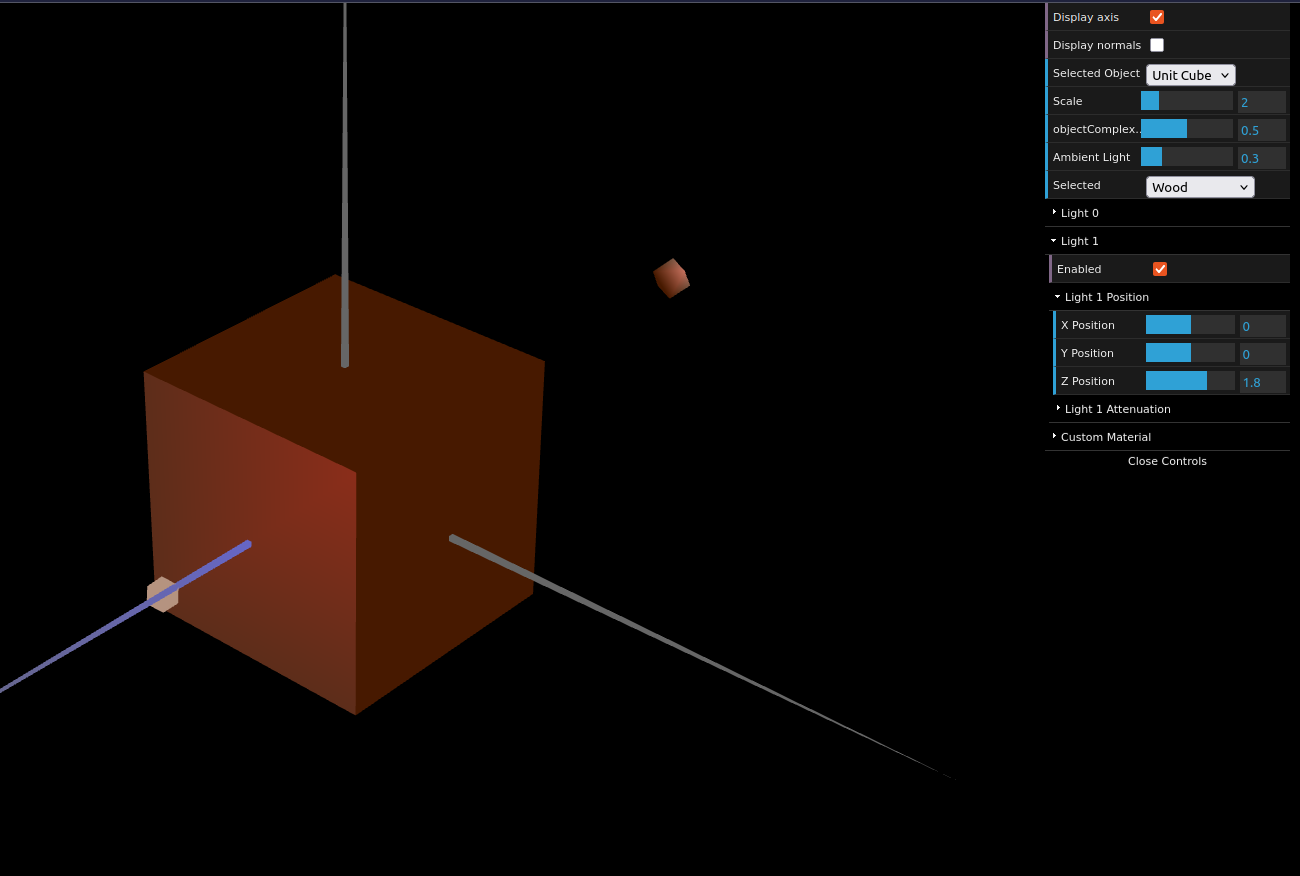 Display axis
Display normals
Selected Object Unit Cube
Scale 2
objectComplex.. 0.5
Ambient Light 0.3
Selected Wood
Light 0
Light 1
Enabled
Light 1 Position
X Position 0
Y Position 0
Z Position 1.8
Light 1 Attenuation
Custom Material
Close Controls